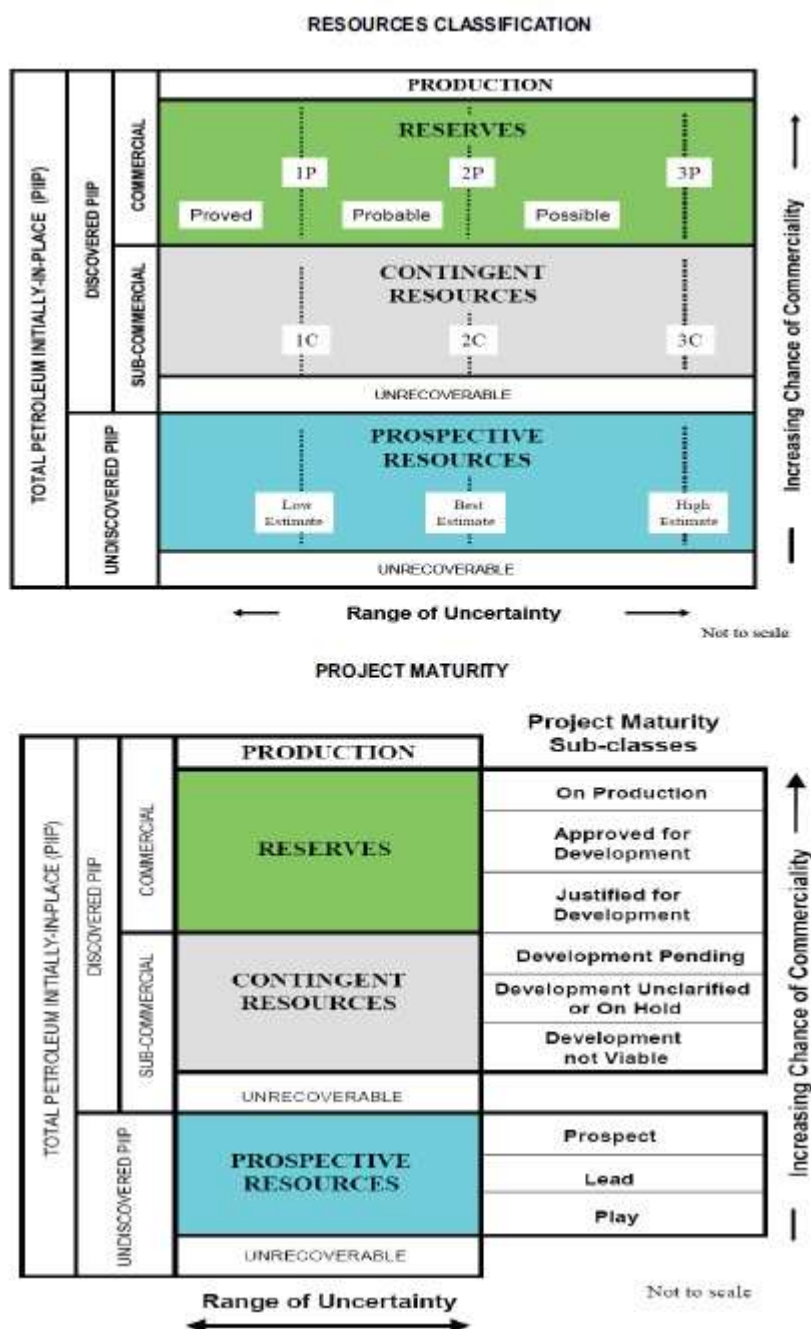 RESOURCES CLASSIFICATION
TOTAL PETROLEUM INITIALLY-IN-PLACE (PIIP)
DISCOVERED PIIP
UNDISCOVERED PIIP
COMMERCIAL
SUB-COMMERCIAL
PRODUCTION
RESERVES
1P
2P
3P
Proved
Probable
Possible
CONTINGENT
RESOURCES
1C
2C
3C
UNRECOVERABLE
PROSPECTIVE
RESOURCES
Low
Estimate
Best
Estimate
High
Estimate
UNRECOVERABLE
Increasing Chance of Commerciality
Range of Uncertainty
Not to scale
PROJECT MATURITY
Project Maturity
Sub-classes
TOTAL PETROLEUM INITIALLY-IN-PLACE (PIIP)
DISCOVERED PIIP
UNDISCOVERED PIIP
COMMERCIAL
SUB-COMMERCIAL
PRODUCTION
RESERVES
On Production
Approved for
Development
Justified for
Development
CONTINGENT
RESOURCES
Development Pending
Development Unclarified
or On Hold
Development
not Viable
UNRECOVERABLE
PROSPECTIVE
RESOURCES
Prospect
Lead
Play
UNRECOVERABLE
Increasing Chance of Commerciality
Range of Uncertainty
Not to scale